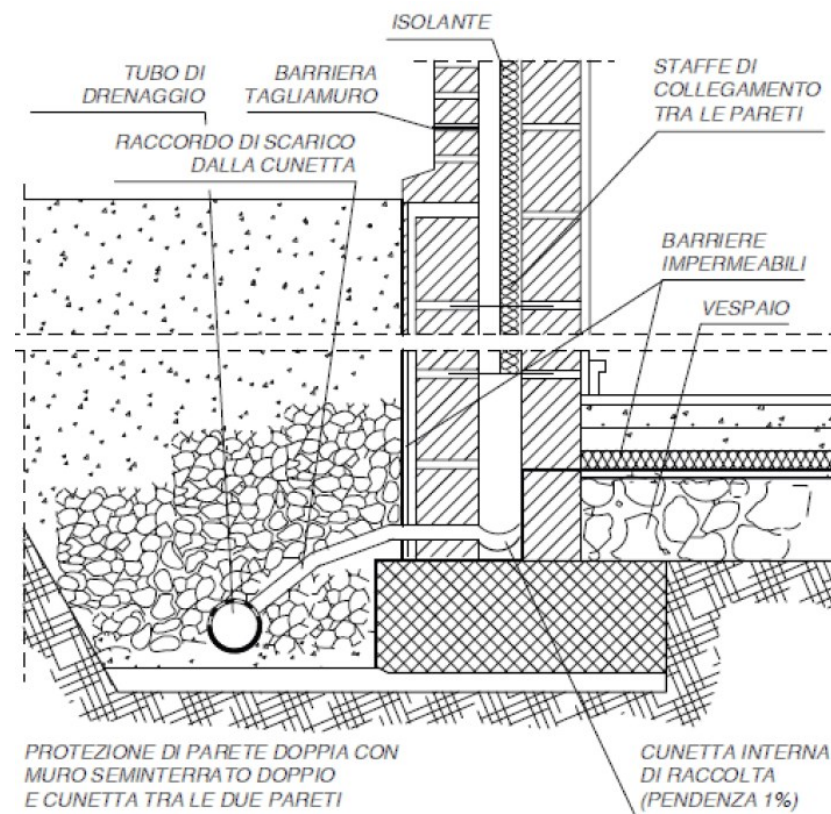 ISOLANTE
TUBO DI
DRENAGGIO
BARRIERA
TAGLIAMURO
STAFFE DI
COLLEGAMENTO
TRA LE PARETI
RACCORDO DI SCARICO
DALLA CUNETTA
BARRIERE
IMPERMEABILI
VESPAIO
PROTEZIONE DI PARETE DOPPIA CON
MURO SEMINTERRATO DOPPIO
E CUNETTA TRA LE DUE PARETI
CUNETTA INTERNA
DI RACCOLTA
(PENDENZA 1%)